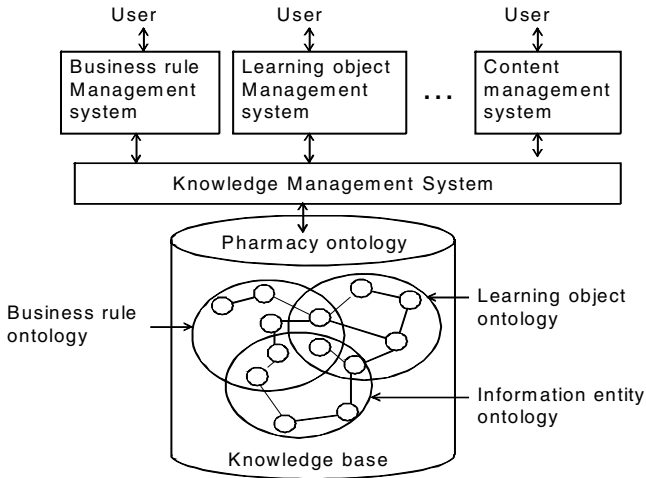 User
User
User
Business rule
Management
system
Learning object
Management
system
...
Content
management
system
Knowledge Management System
Pharmacy ontology
Business rule
ontology
Learning object
ontology
Information entity
ontology
Knowledge base